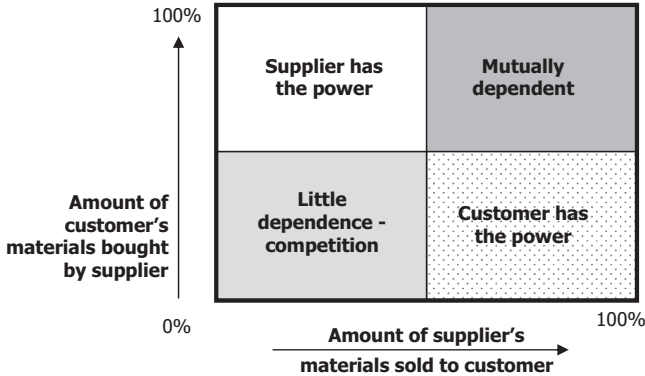 100%
Supplier has
the power
Mutually
dependent
Amount of
customer's
materials bought
by supplier
Little
dependence -
competition
Customer has
the power
0%
100%
Amount of supplier's
materials sold to customer